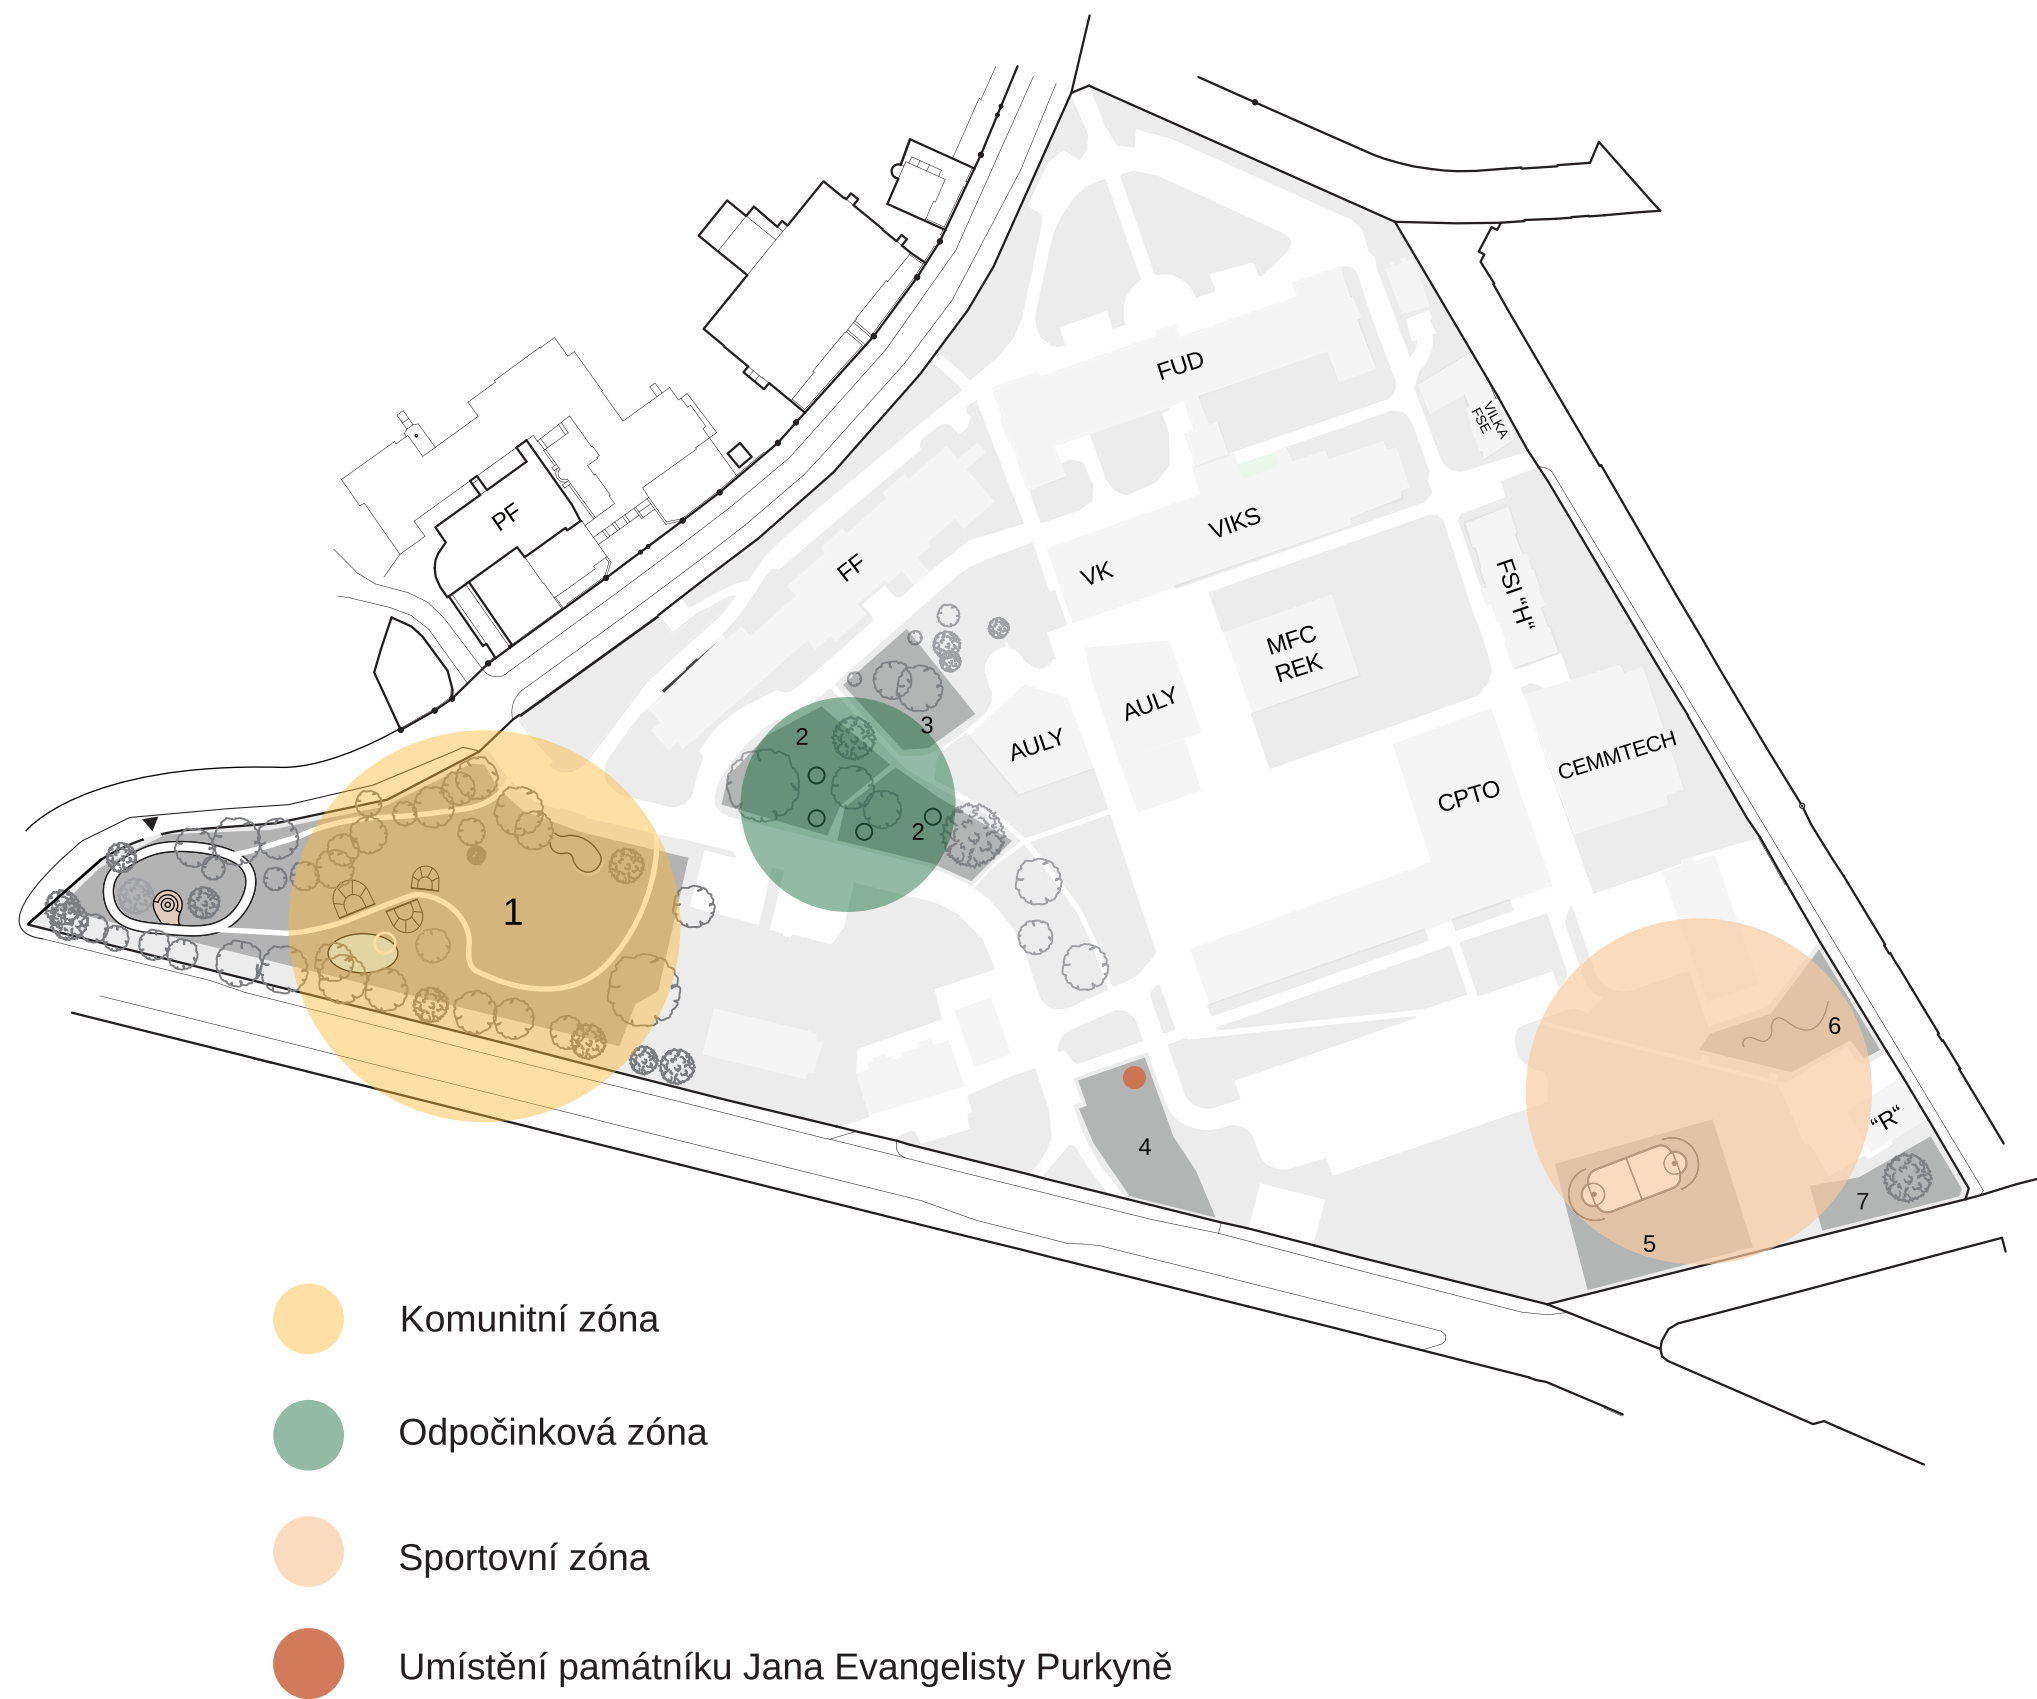 FUD
VILKA
FSE
PF
VIKS
FF
VK
FSI “H“
MFC
REK
AULY
3
2
AULY
CEMMTECH
CPTO
2
1
6
“R“
4
7
5
Komunitní zóna
Odpočinková zóna
Sportovní zóna
Umístění památníku Jana Evangelisty Purkyně